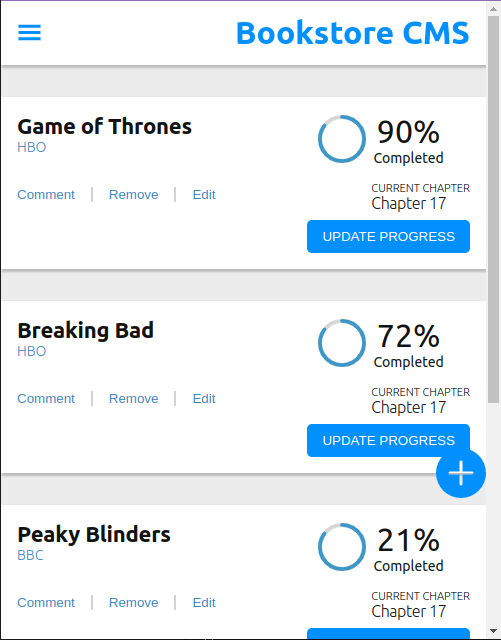 Bookstore CMS
Game of Thrones
HBO
90%
Completed
Comment
Remove
Edit
CURRENT CHAPTER
Chapter 17
UPDATE PROGRESS
Breaking Bad
HBO
72%
Completed
Comment
Remove
Edit
CURRENT CHAPTER
Chapter 17
UPDATE PROGRESS
Peaky Blinders
BBC
21%
Completed
Comment
Remove
Edit
CURRENT CHAPTER
Chapter 17